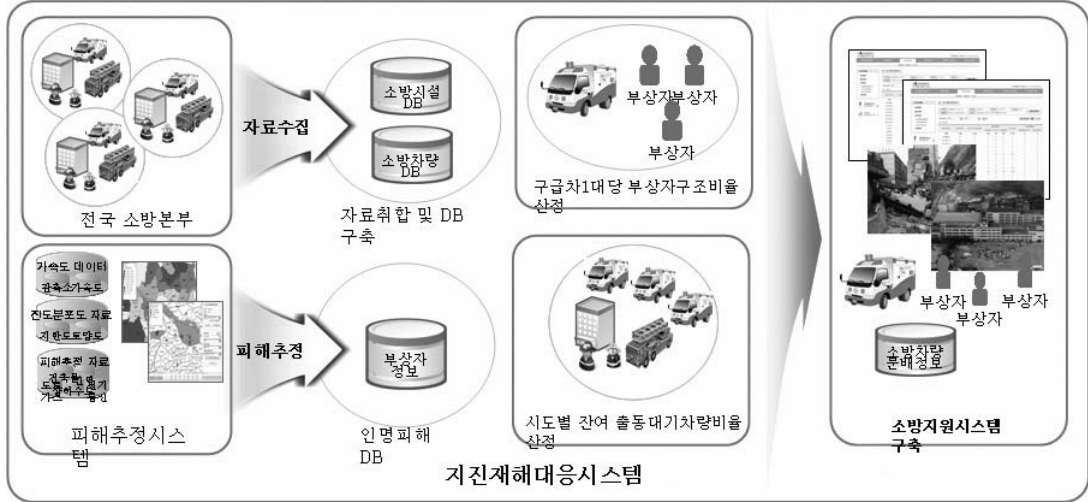 전국 소방본부
자료수집
소방시설
DB
소방차량
DB
자료취합 및 DB
구축
부상자
부상자
부상자
구급차1대당 부상자구조비율
산정
가속도 데이터
관측소가속도
진도분포도 자료
지반도토양도
피해추정 자료
피해추정시스
템
피해추정
부상자
정보
인명피해
DB
시도별 잔여 출동대기차량비율
산정
부상자
부상자
부상자
소방차량
분배정보
소방지원시스템
구축
지진재해대응시스템